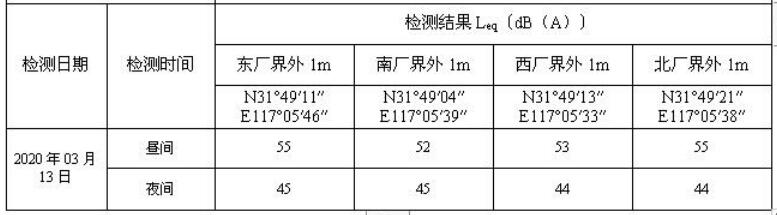 检测日期 检测时间 检测结果 Leq〔dB（A）〕
东厂界外 1m 南厂界外 1m 西厂界外 1m 北厂界外 1m
N31°49′11″ N31°49′04″ N31°49′13″ N31°49′21″
E117°05′46″ E117°05′39″ E117°05′33″ E117°05′38″
2020 年 03 月
13 日
昼间 55 52 53 55
夜间 45 45 44 44